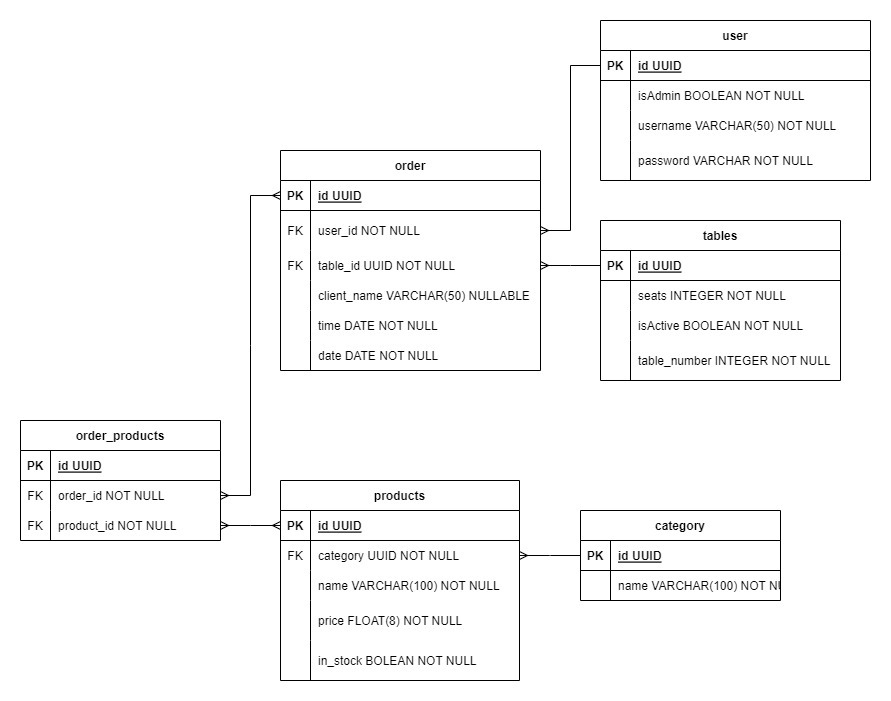 user
PK id UUID
isAdmin BOOLEAN NOT NULL
username VARCHAR(50) NOT NULL
password VARCHAR NOT NULL
order
PK id UUID
FK user_id NOT NULL
FK table_id UUID NOT NULL
client_name VARCHAR(50) NULLABLE
time DATE NOT NULL
date DATE NOT NULL
tables
PK id UUID
seats INTEGER NOT NULL
isActive BOOLEAN NOT NULL
table_number INTEGER NOT NULL
order_products
PK id UUID
FK order_id NOT NULL
FK product_id NOT NULL
products
PK id UUID
FK category UUID NOT NULL
name VARCHAR(100) NOT NULL
price FLOAT(8) NOT NULL
in_stock BOLEAN NOT NULL
category
PK id UUID
name VARCHAR(100) NOT